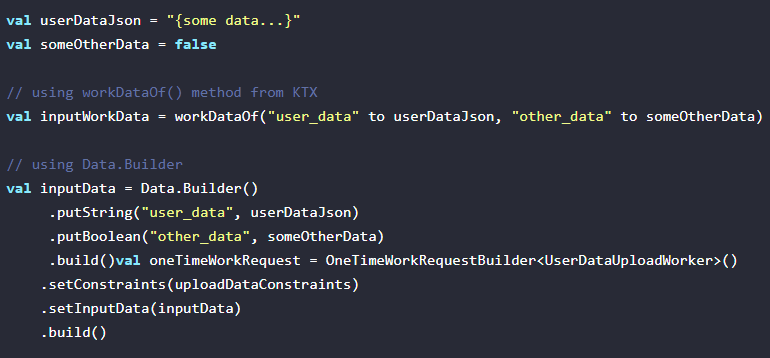 val userDataJson = "{some data...}"
val someOtherData = false
// using workDataOf() method from KTX
val inputWorkData = workDataOf("user_data" to userDataJson, "other_data" to someOtherData)
// using Data.Builder
val inputData = Data.Builder()
.putString("user_data", userDataJson)
.putBoolean("other_data", someOtherData)
.build()val oneTimeWorkRequest = OneTimeWorkRequestBuilder<UserDataUploadWorker>()
.setConstraints(uploadDataConstraints)
.setInputData(inputData)
.build()